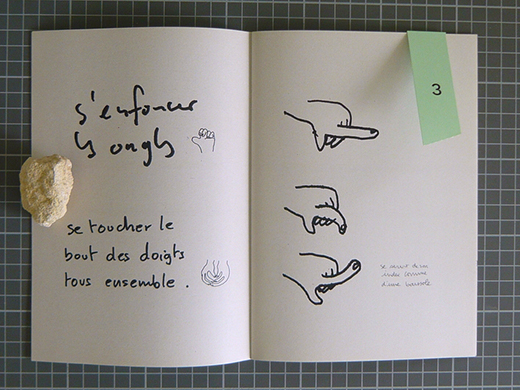 s'enfoncer
les ongles
se toucher le
bout des doigts
tous ensemble.
3
se servir de son
index comme
d'une